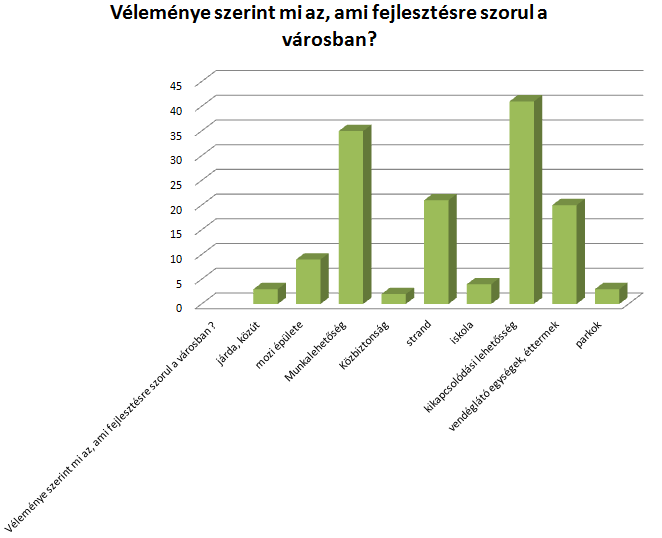 Véleménye szerint mi az, ami fejlesztésre szorul a
városban?
45
40
35
30
25
20
15
10
5
0
Véleménye szerint mi az, ami fejlesztésre szorul a városban?
járda, közút
mozi épülete
Munkalehetőség
Közbiztonság
strand
iskola
kikapcsolódási lehetősség
vendéglátó egységek, éttermek
parkok